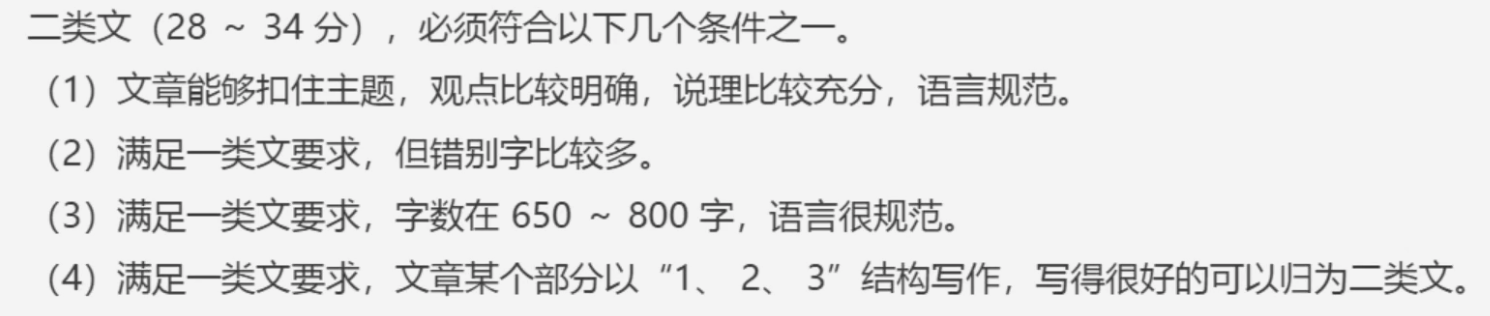 二类文（28 ～ 34 分），必须符合以下几个条件之一。
（1）文章能够扣住主题，观点比较明确，说理比较充分，语言规范。
（2）满足一类文要求，但错别字比较多。
（3）满足一类文要求，字数在 650 ～ 800 字，语言很规范。
（4）满足一类文要求，文章某个部分以“1、 2、 3”结构写作，写得很好的可以归为二类文。